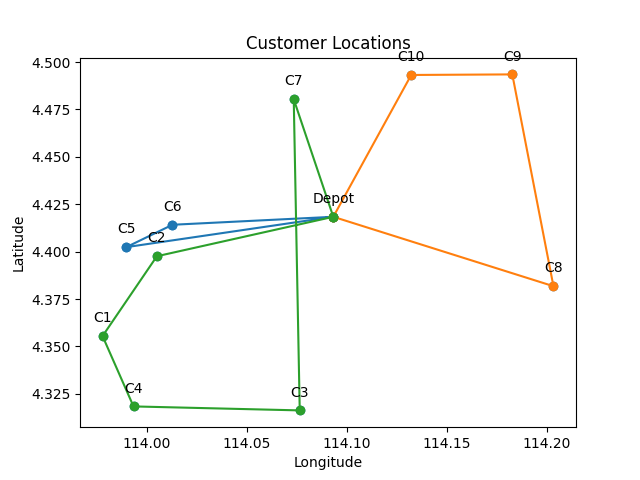 Customer Locations
C10
C9
4.500
C7
4.475
4.450
4.425
Depot
C6
C5
C2
4.400
C8
4.375
4.350
C1
4.325
C4
C3
114.00
114.05
114.10
114.15
114.20
Longitude
Latitude